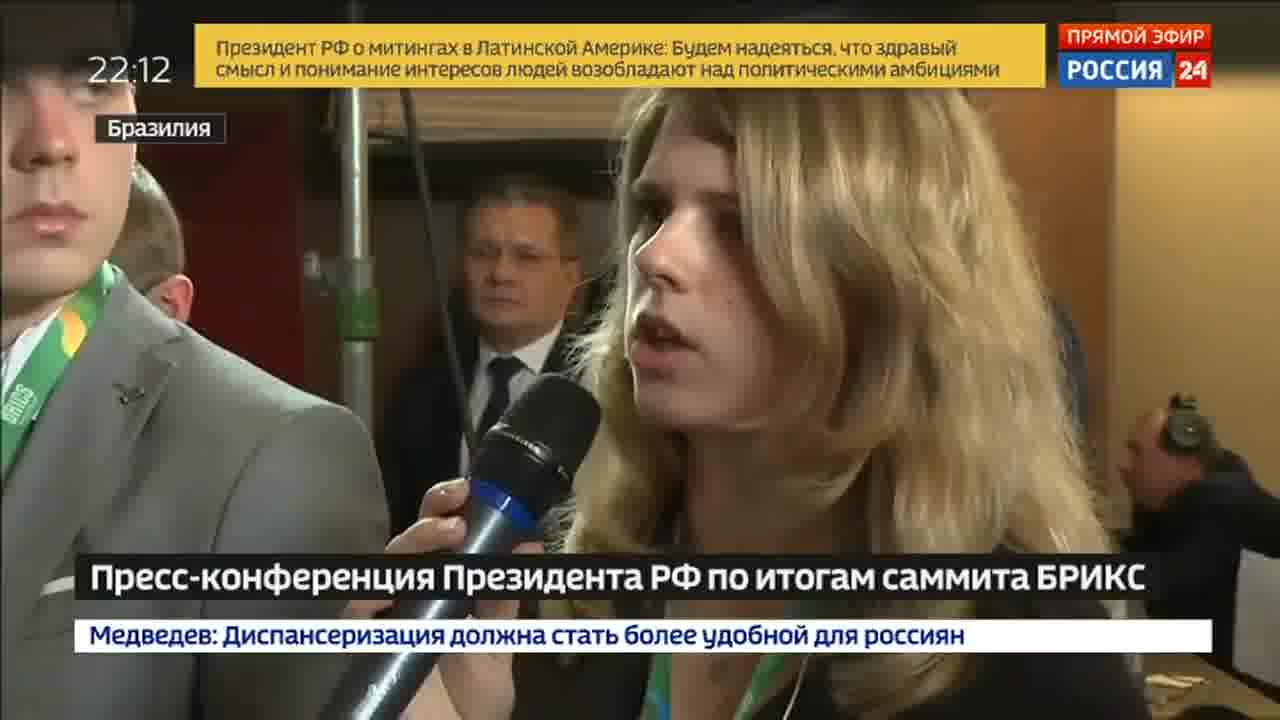 22:12
Президент РФ о митингах в Латинской Америке: Будем надеяться, что здравый
смысл и понимание интересов людей возобладают над политическими амбициями
ПРЯМОЙ ЭФИР
РОССИЯ 24
Бразилия
BRICS
Пресс-конференция Президента РФ по итогам саммита БРИКС
Медведев: Диспансеризация должна стать более удобной для россиян